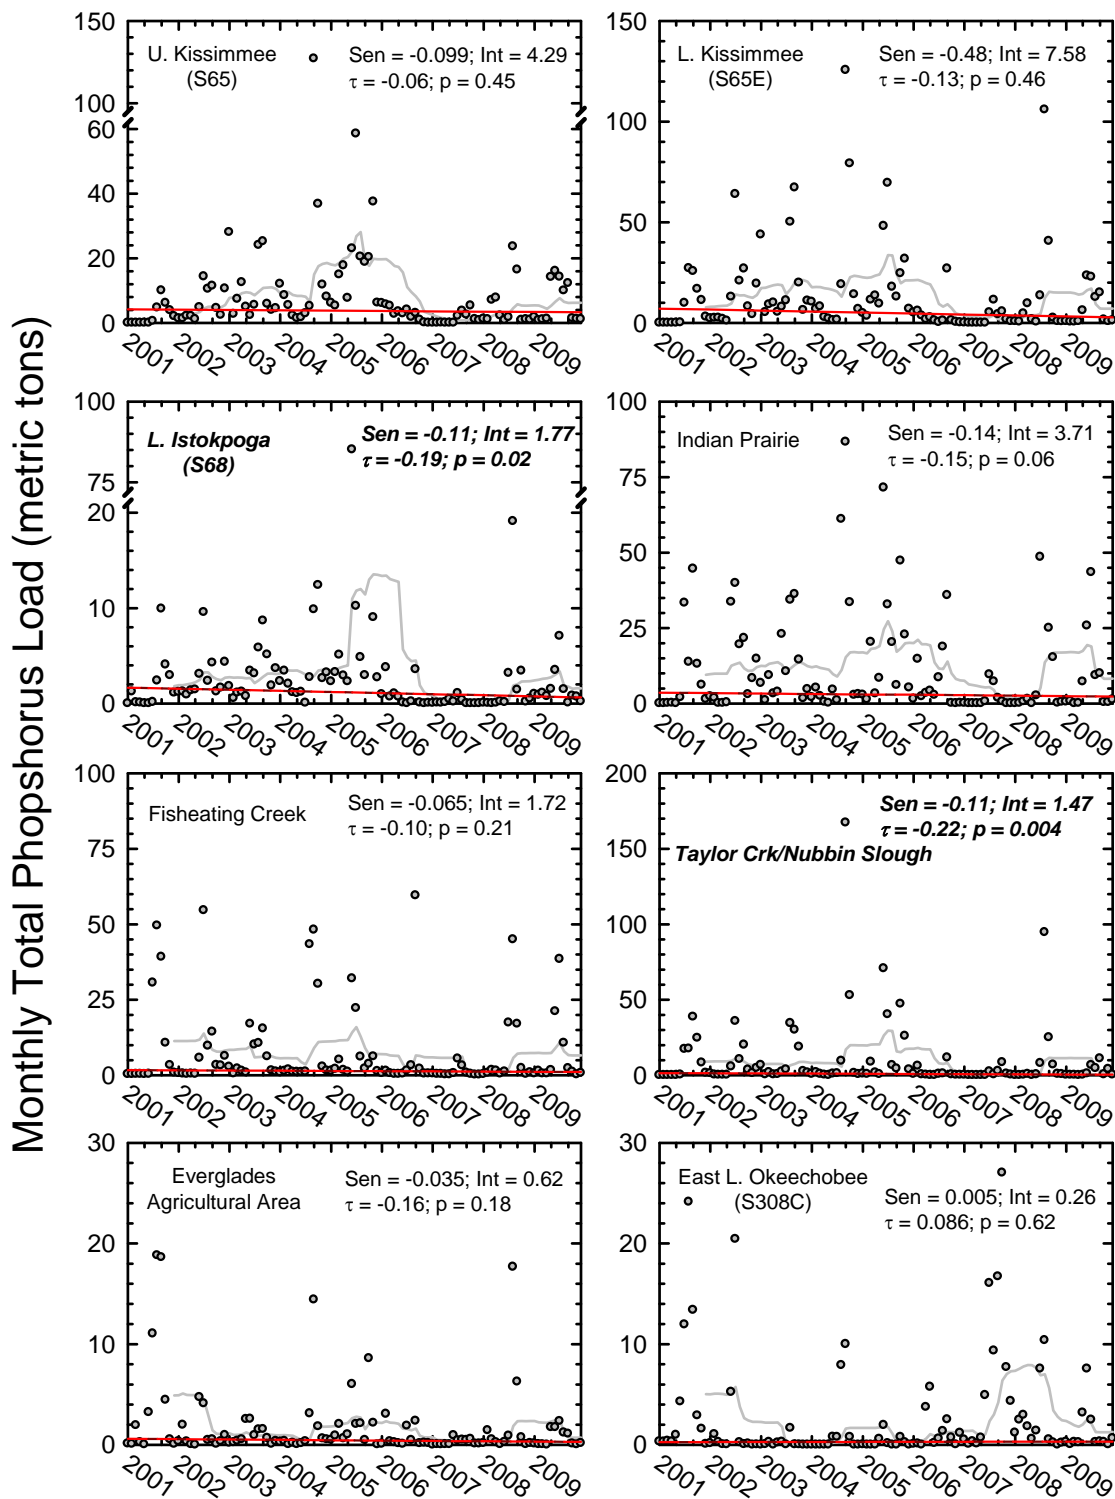 Monthly Total Phopshorus Load (metric tons)
150
100
60
40
20
0
U. Kissimmee
(S65)
Sen = -0.099; Int = 4.29
τ = -0.06; p = 0.45
2001 2002 2003 2004 2005 2006 2007 2008 2009
150
100
50
0
L. Kissimmee
(S65E)
Sen = -0.48; Int = 7.58
τ = -0.13; p = 0.46
2001 2002 2003 2004 2005 2006 2007 2008 2009
100
75
20
10
0
L. Istokpoga
(S68)
Sen = -0.11; Int = 1.77
τ = -0.19; p = 0.02
2001 2002 2003 2004 2005 2006 2007 2008 2009
100
75
50
25
0
Indian Prairie
Sen = -0.14; Int = 3.71
τ = -0.15; p = 0.06
2001 2002 2003 2004 2005 2006 2007 2008 2009
100
75
50
25
0
Fisheating Creek
Sen = -0.065; Int = 1.72
τ = -0.10; p = 0.21
2001 2002 2003 2004 2005 2006 2007 2008 2009
200
150
100
50
0
Sen = -0.11; Int = 1.47
τ = -0.22; p = 0.004
Taylor Crk/Nubbin Slough
2001 2002 2003 2004 2005 2006 2007 2008 2009
30
20
10
0
Everglades
Agricultural Area
Sen = -0.035; Int = 0.62
τ = -0.16; p = 0.18
2001 2002 2003 2004 2005 2006 2007 2008 2009
30
20
10
0
East L. Okeechobee
(S308C)
Sen = 0.005; Int = 0.26
τ = 0.086; p = 0.62
2001 2002 2003 2004 2005 2006 2007 2008 2009